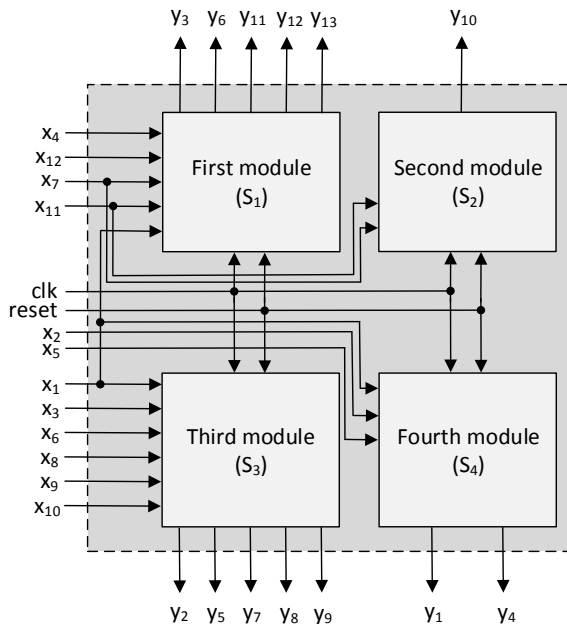 y₃ y₆ y₁₁ y₁₂ y₁₃ y₁₀
x₄
x₁₂
x₇
x₁₁
First module
(S₁)
Second module
(S₂)
clk
reset
x₂
x₅
x₁
x₃
x₆
x₈
x₉
x₁₀
Third module
(S₃)
Fourth module
(S₄)
y₂ y₅ y₇ y₈ y₉ y₁ y₄